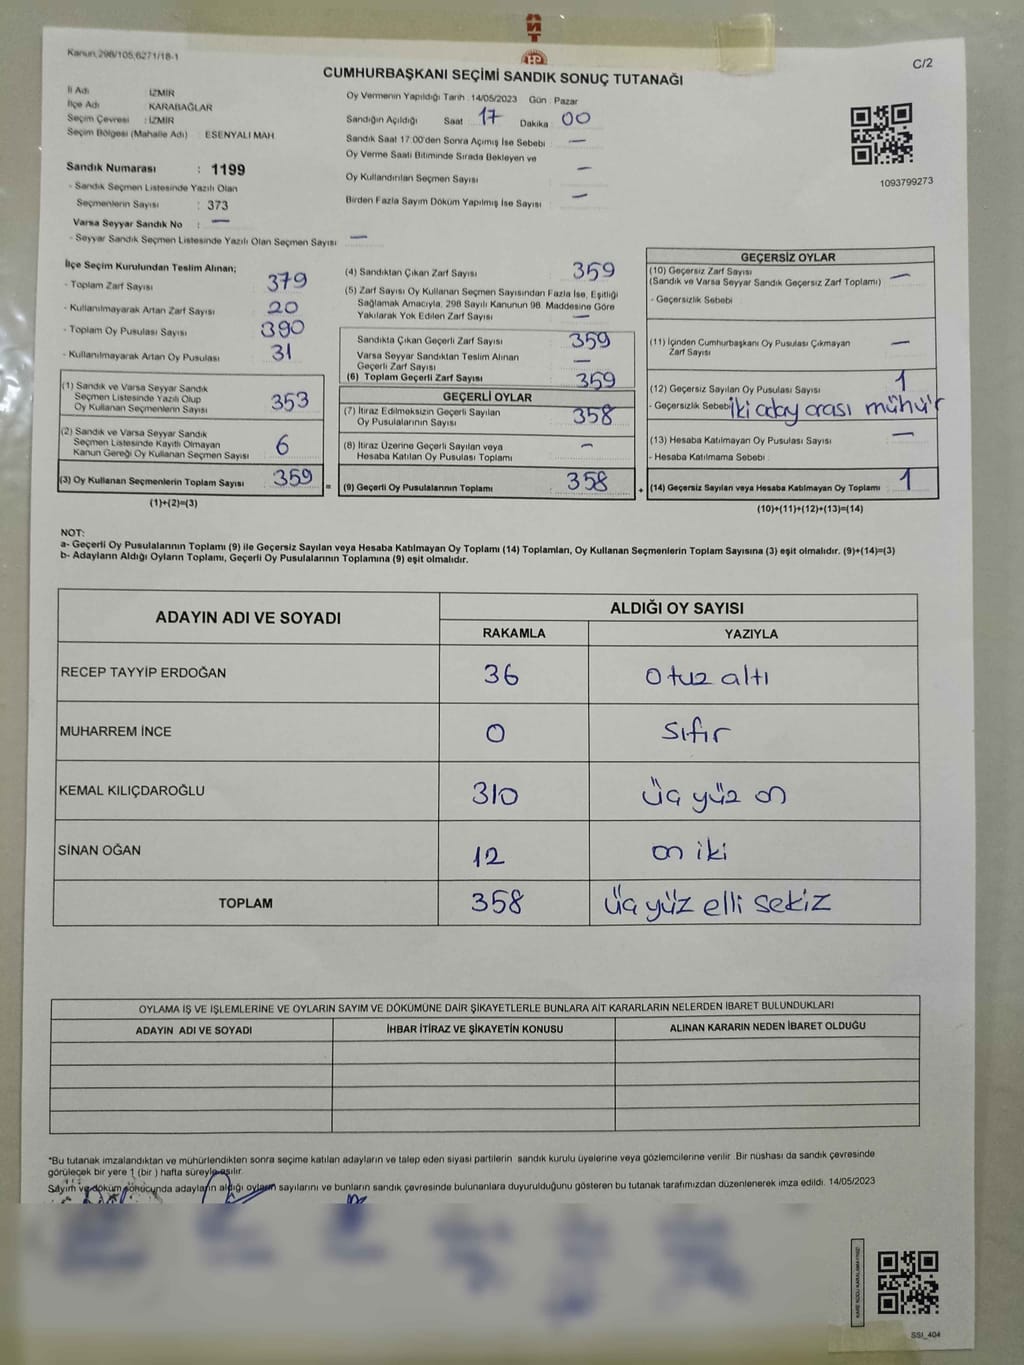 Kanun 298/105,6271/18-1
CUMHURBAŞKANI SEÇİMİ SANDIK SONUÇ TUTANAĞI
C/2
İl Adı : İZMİR
İlçe Adı : KARABAĞLAR
Seçim Çevresi : İZMİR
Seçim Bölgesi (Mahalle Adı) : ESENYALI MAH
Sandık Numarası : 1199
- Sandık Seçmen Listesinde Yazılı Olan
Seçmenlerin Sayısı : 373
Varsa Seyyar Sandık No : —
- Seyyar Sandık Seçmen Listesinde Yazılı Olan Seçmen Sayısı —
Oy Vermenin Yapıldığı Tarih : 14/05/2023 Gün : Pazar
Sandığın Açıldığı Saat 17 Dakika 00
Sandık Saat 17:00'den Sonra Açımış İse Sebebi —
Oy Verme Saati Bitiminde Sırada Bekleyen ve
Oy Kullandırılan Seçmen Sayısı —
Birden Fazla Sayım Döküm Yapılmış İse Sayısı —
1093799273
İlçe Seçim Kurulundan Teslim Alınan;
- Toplam Zarf Sayısı 379
- Kullanılmayarak Artan Zarf Sayısı 20
- Toplam Oy Pusulası Sayısı 390
- Kullanılmayarak Artan Oy Pusulası 31
(1) Sandık ve Varsa Seyyar Sandık
Seçmen Listesinde Yazılı Olup
Oy Kullanan Seçmenlerin Sayısı 353
(2) Sandık ve Varsa Seyyar Sandık
Seçmen Listesinde Kayıtlı Olmayan
Kanun Gereği Oy Kullanan Seçmen Sayısı 6
(3) Oy Kullanan Seçmenlerin Toplam Sayısı 359
(1)+(2)=(3)
(4) Sandıktan Çıkan Zarf Sayısı 359
(5) Zarf Sayısı Oy Kullanan Seçmen Sayısından Fazla İse, Eşitliği
Sağlamak Amacıyla, 298 Sayılı Kanunun 98. Maddesine Göre
Yakılarak Yok Edilen Zarf Sayısı —
Sandıkta Çıkan Geçerli Zarf Sayısı 359
Varsa Seyyar Sandıktan Teslim Alınan
Geçerli Zarf Sayısı —
(6) Toplam Geçerli Zarf Sayısı 359
GEÇERLİ OYLAR
(7) İtiraz Edilmeksizin Geçerli Sayılan
Oy Pusulalarının Sayısı 358
(8) İtiraz Üzerine Geçerli Sayılan veya
Hesaba Katılan Oy Pusulası Toplamı —
= (9) Geçerli Oy Pusulalarının Toplamı 358
GEÇERSİZ OYLAR
(10) Geçersiz Zarf Sayısı —
(Sandık ve Varsa Seyyar Sandık Geçersiz Zarf Toplamı)
- Geçersizlik Sebebi
(11) İçinden Cumhurbaşkanı Oy Pusulası Çıkmayan
Zarf Sayısı —
(12) Geçersiz Sayılan Oy Pusulası Sayısı 1
- Geçersizlik Sebebi İki aday arası mühür
(13) Hesaba Katılmayan Oy Pusulası Sayısı —
- Hesaba Katılmama Sebebi
+ (14) Geçersiz Sayılan veya Hesaba Katılmayan Oy Toplamı 1
(10)+(11)+(12)+(13)=(14)
NOT:
a- Geçerli Oy Pusulalarının Toplamı (9) ile Geçersiz Sayılan veya Hesaba Katılmayan Oy Toplamı (14) Toplamları, Oy Kullanan Seçmenlerin Toplam Sayısına (3) eşit olmalıdır. (9)+(14)=(3)
b- Adayların Aldığı Oyların Toplamı, Geçerli Oy Pusulalarının Toplamına (9) eşit olmalıdır.
ADAYIN ADI VE SOYADI
ALDIĞI OY SAYISI
RAKAMLA YAZIYLA
RECEP TAYYİP ERDOĞAN 36 otuz altı
MUHARREM İNCE 0 sıfır
KEMAL KILIÇDAROĞLU 310 üç yüz on
SİNAN OĞAN 12 on iki
TOPLAM 358 üç yüz elli sekiz
OYLAMA İŞ VE İŞLEMLERİNE VE OYLARIN SAYIM VE DÖKÜMÜNE DAİR ŞİKAYETLERLE BUNLARA AİT KARARLARIN NELERDEN İBARET BULUNDUKLARI
ADAYIN ADI VE SOYADI İHBAR İTİRAZ VE ŞİKAYETİN KONUSU ALINAN KARARIN NEDEN İBARET OLDUĞU
*Bu tutanak imzalandıktan ve mühürlendikten sonra seçime katılan adayların ve talep eden siyasi partilerin sandık kurulu üyelerine veya gözlemcilerine verilir. Bir nüshası da sandık çevresinde
görülecek bir yere 1 (bir ) hafta süreyle asılır.
Sayım ve döküm sonucunda adayların aldığı oyların sayılarını ve bunların sandık çevresinde bulunanlara duyurulduğunu gösteren bu tutanak tarafımızdan düzenlenerek imza edildi. 14/05/2023
KARE KODU KARALAMAYINIZ!
SSI_404